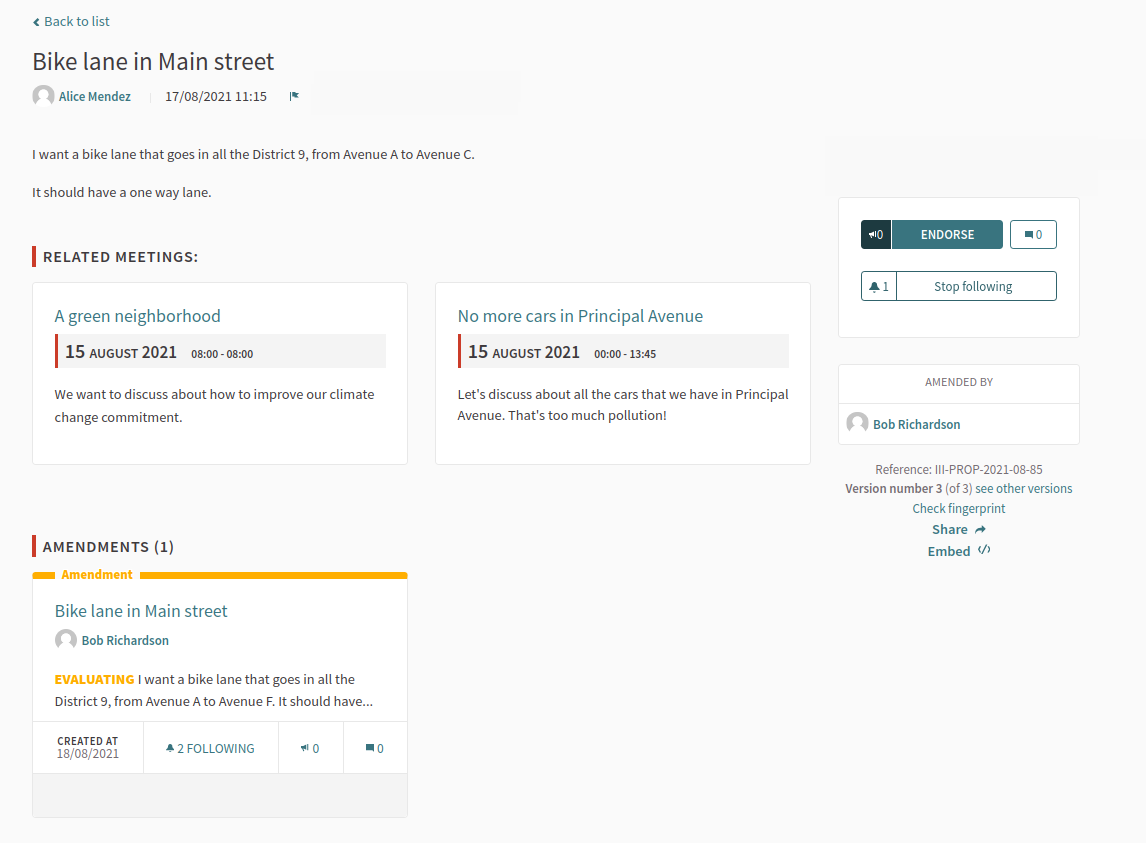 Back to list
Bike lane in Main street
Alice Mendez 17/08/2021 11:15
I want a bike lane that goes in all the District 9, from Avenue A to Avenue C.
It should have a one way lane.
RELATED MEETINGS:
A green neighborhood
15 AUGUST 2021 08:00 - 08:00
We want to discuss about how to improve our climate
change commitment.
No more cars in Principal Avenue
15 AUGUST 2021 00:00 - 13:45
Let's discuss about all the cars that we have in Principal
Avenue. That's too much pollution!
AMENDMENTS (1)
Amendment
Bike lane in Main street
Bob Richardson
EVALUATING I want a bike lane that goes in all the
District 9, from Avenue A to Avenue F. It should have...
CREATED AT
18/08/2021
2 FOLLOWING
0
0
0 ENDORSE
0
1 Stop following
AMENDED BY
Bob Richardson
Reference: III-PROP-2021-08-85
Version number 3 (of 3) see other versions
Check fingerprint
Share
Embed